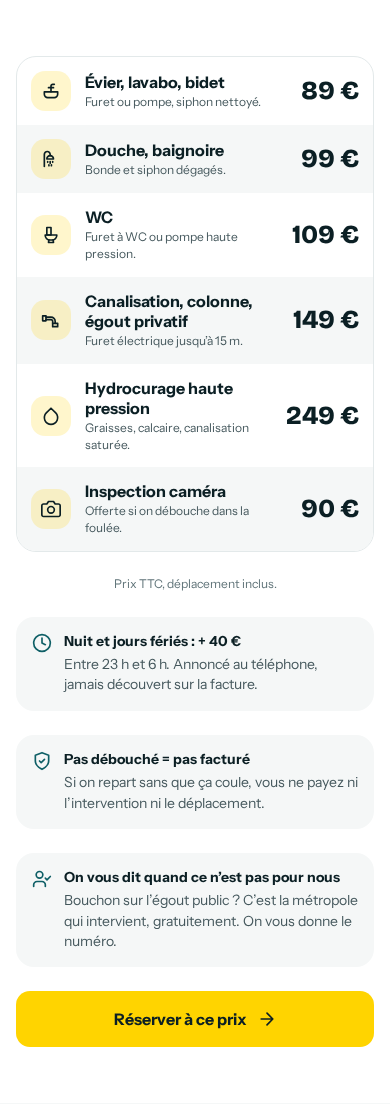 Évier, lavabo, bidet
Furet ou pompe, siphon nettoyé.
89 €
Douche, baignoire
Bonde et siphon dégagés.
99 €
WC
Furet à WC ou pompe haute
pression.
109 €
Canalisation, colonne,
égout privatif
Furet électrique jusqu’à 15 m.
149 €
Hydrocurage haute
pression
Graisses, calcaire, canalisation
saturée.
249 €
Inspection caméra
Offerte si on débouche dans la
foulée.
90 €
Prix TTC, déplacement inclus.
Nuit et jours fériés : + 40 €
Entre 23 h et 6 h. Annoncé au téléphone,
jamais découvert sur la facture.
Pas débouché = pas facturé
Si on repart sans que ça coule, vous ne payez ni
l’intervention ni le déplacement.
On vous dit quand ce n’est pas pour nous
Bouchon sur l’égout public ? C’est la métropole
qui intervient, gratuitement. On vous donne le
numéro.
Réserver à ce prix